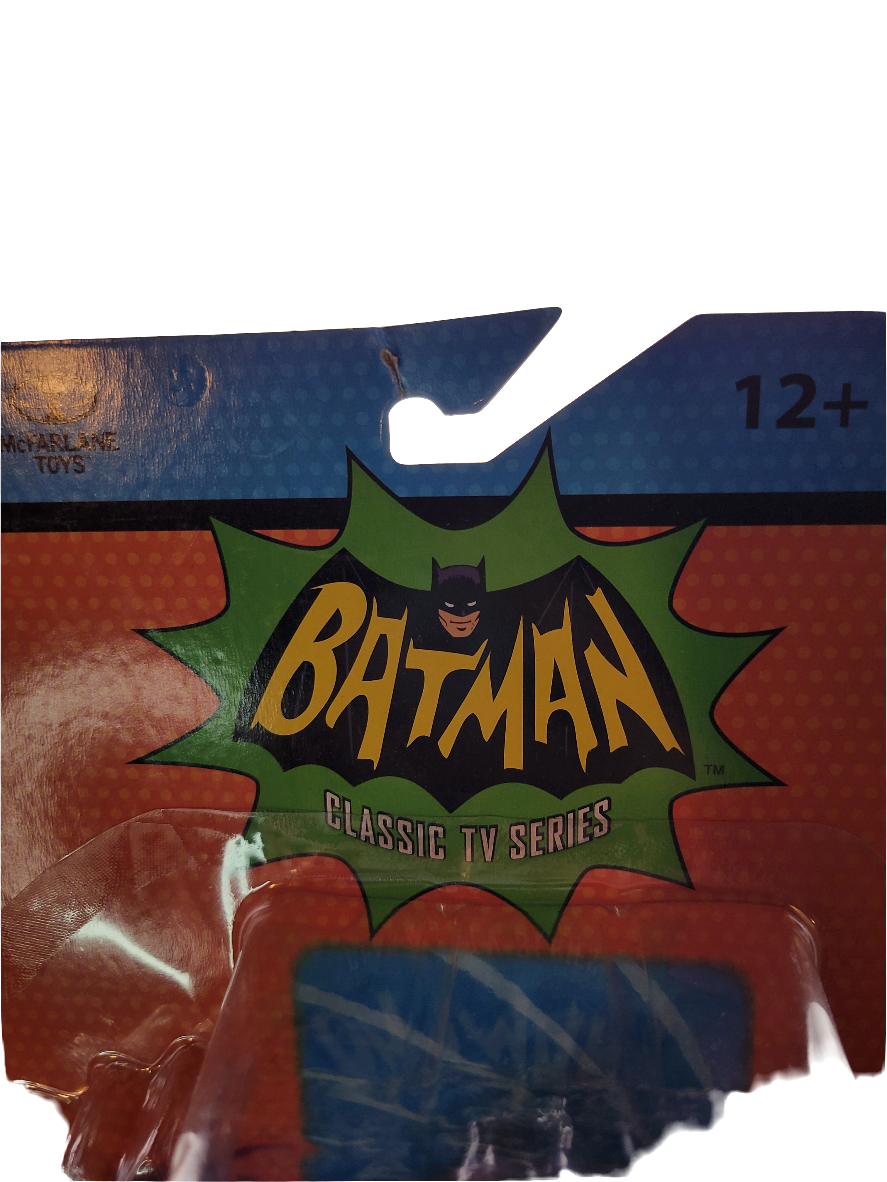 12+
McFARLANE
TOYS
BATMAN
TM
CLASSIC TV SERIES